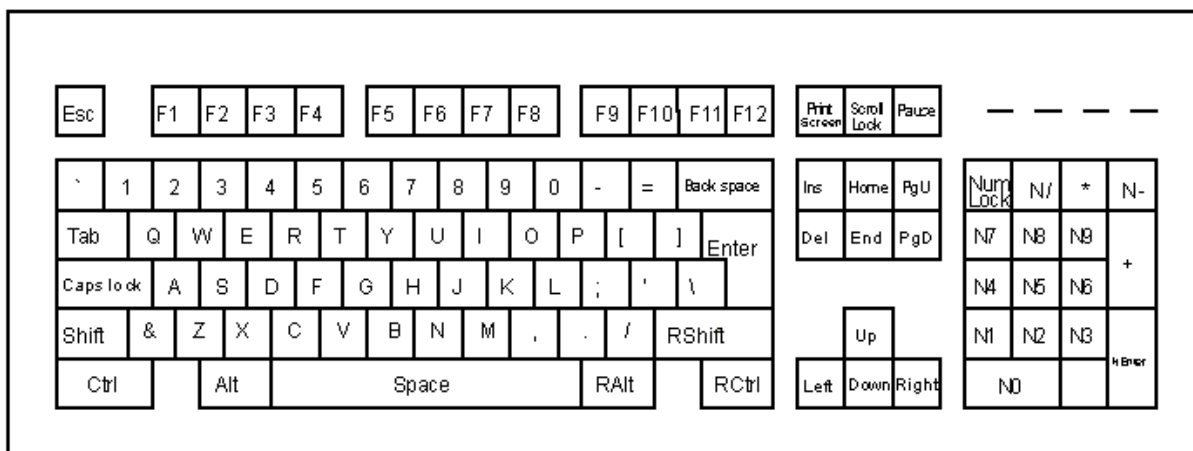 Esc F1 F2 F3 F4 F5 F6 F7 F8 F9 F10 F11 F12 Print Screen Scroll Lock Pause
` 1 2 3 4 5 6 7 8 9 0 - = Back space Ins Home PgU Num Lock N/ * N-
Tab Q W E R T Y U I O P [ ] Enter Del End PgD N7 N8 N9 +
Caps lock A S D F G H J K L ; ' \ N4 N5 N6
Shift & Z X C V B N M , . / RShift Up N1 N2 N3
Ctrl Alt Space RAlt RCtrl Left Down Right N0 N Enter